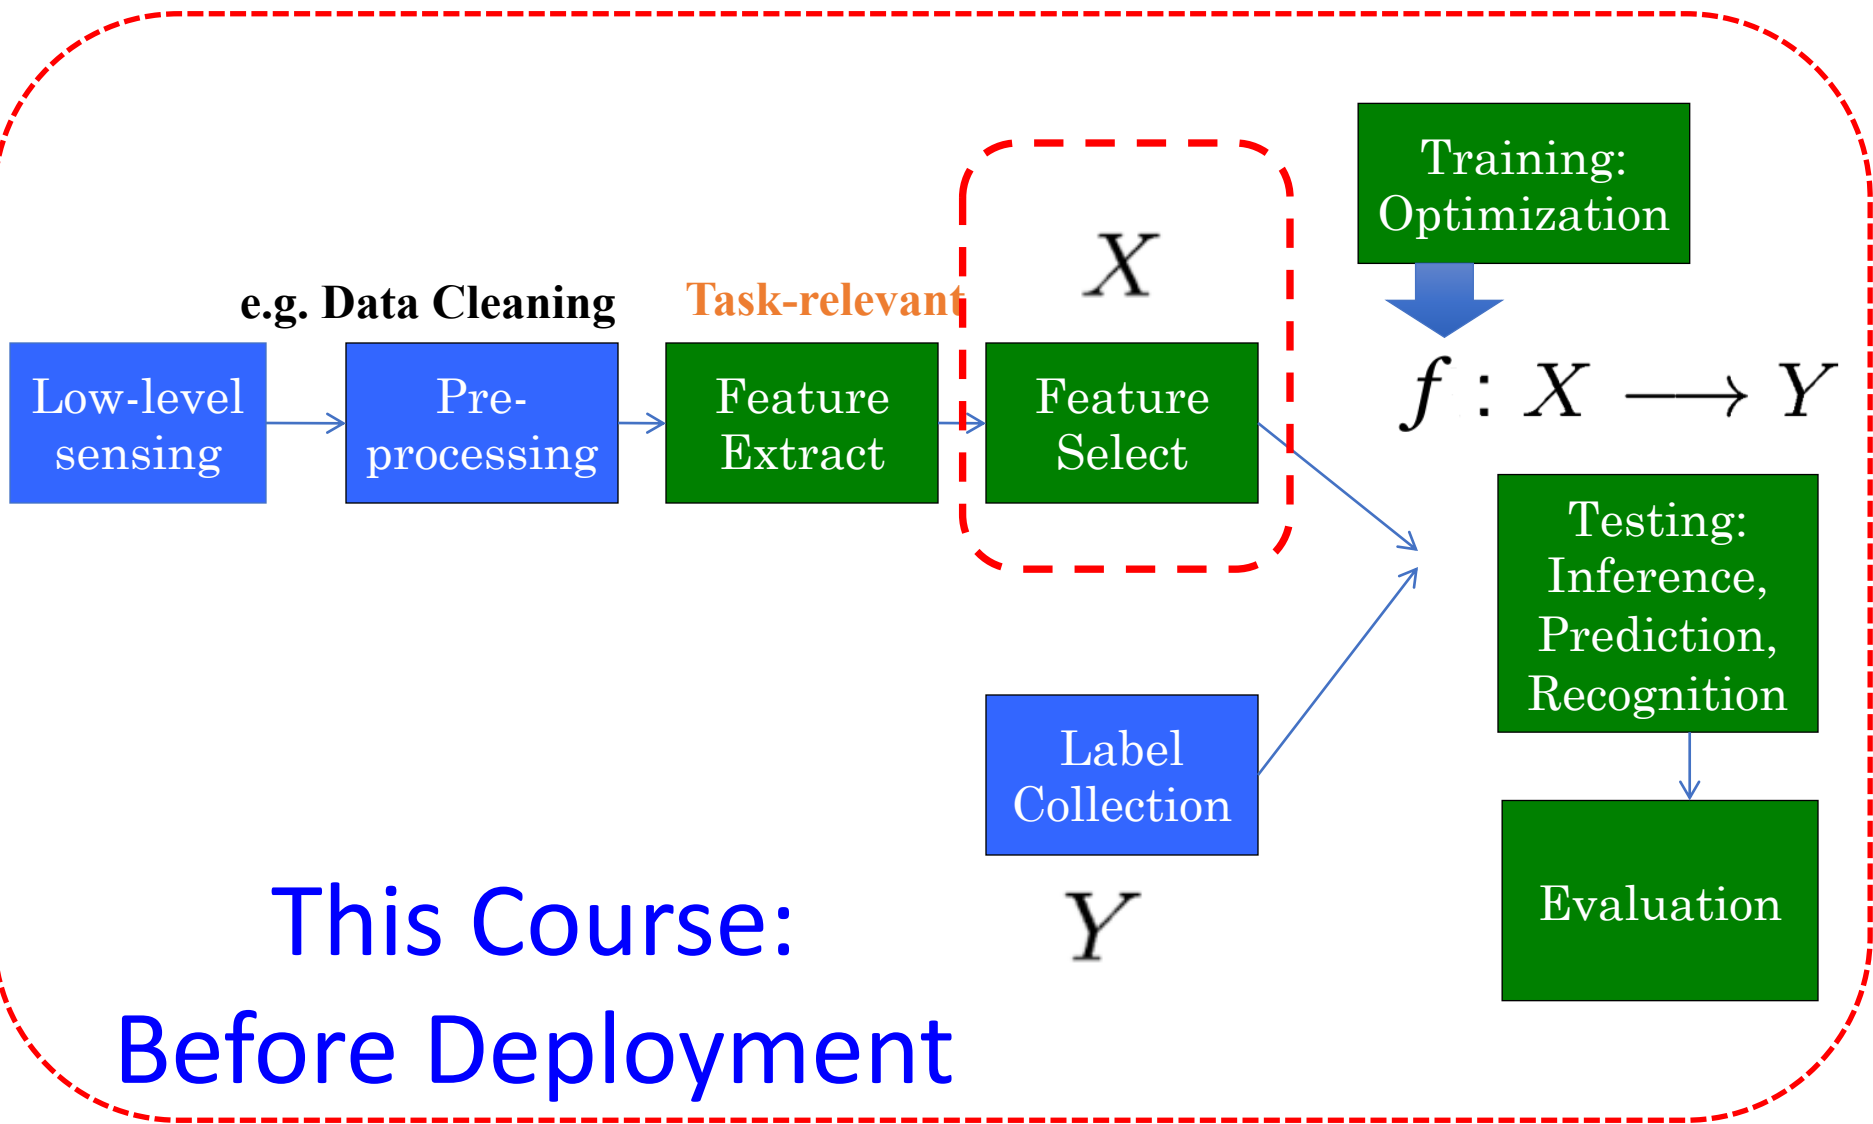 e.g. Data Cleaning
Task-relevant
X
Training:
Optimization
Low-level
sensing
Pre-
processing
Feature
Extract
Feature
Select
f : X ⟶ Y
Testing:
Inference,
Prediction,
Recognition
Label
Collection
Y
Evaluation
This Course:
Before Deployment